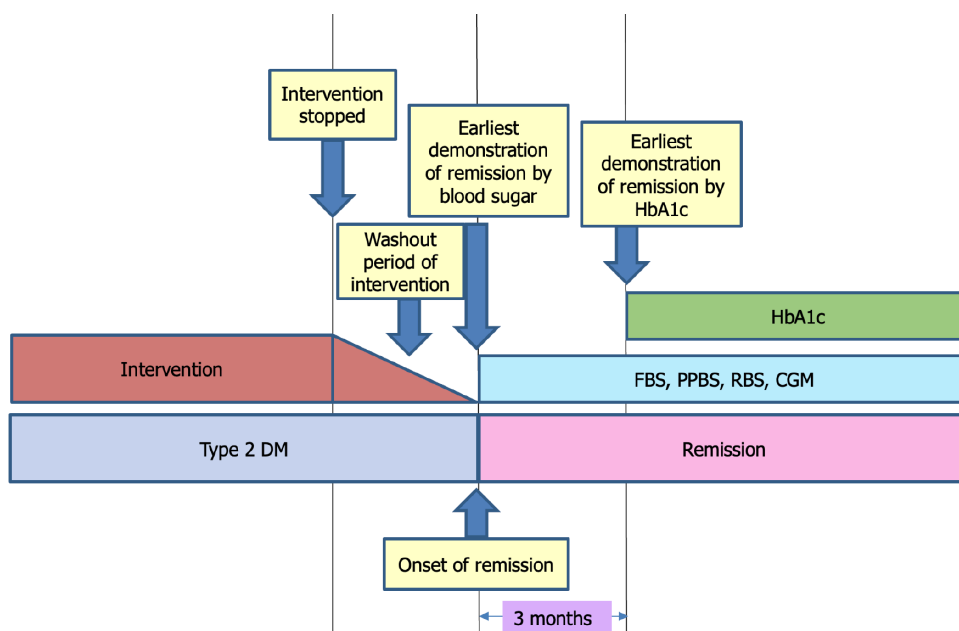 Intervention
stopped
Earliest
demonstration
of remission by
blood sugar
Earliest
demonstration
of remission by
HbA1c
Washout
period of
intervention
HbA1c
Intervention
FBS, PPBS, RBS, CGM
Type 2 DM
Remission
Onset of remission
3 months